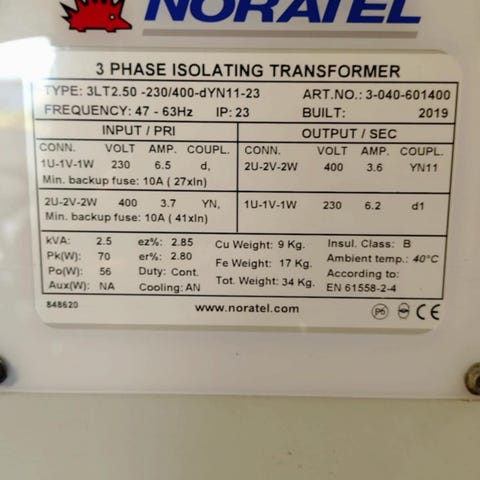 NORATEL
3 PHASE ISOLATING TRANSFORMER
TYPE: 3LT2.50 -230/400-dYN11-23 ART.NO.: 3-040-601400
FREQUENCY: 47 - 63Hz IP: 23 BUILT: 2019
INPUT / PRI OUTPUT / SEC
CONN. VOLT AMP. COUPL. CONN. VOLT AMP. COUPL.
1U-1V-1W 230 6.5 d, 2U-2V-2W 400 3.6 YN11
Min. backup fuse: 10A ( 27xIn)
2U-2V-2W 400 3.7 YN, 1U-1V-1W 230 6.2 d1
Min. backup fuse: 10A ( 41xIn)
kVA: 2.5 ez%: 2.85 Cu Weight: 9 Kg. Insul. Class: B
Pk(W): 70 er%: 2.80 Fe Weight: 17 Kg. Ambient temp.: 40°C
Po(W): 56 Duty: Cont. Tot. Weight: 34 Kg. According to:
Aux(W): NA Cooling: AN EN 61558-2-4
848620 www.noratel.com CE